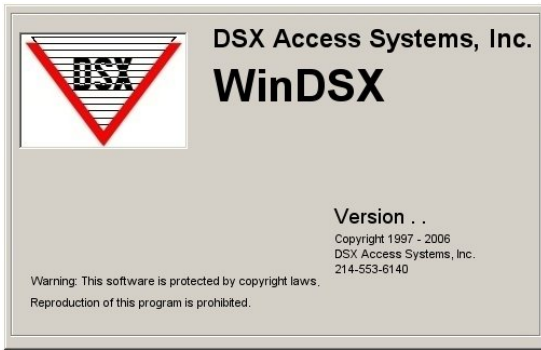 DSX Access Systems, Inc.
DSX
WinDSX
Version . .
Copyright 1997 - 2006
DSX Access Systems, Inc.
214-553-6140
Warning: This software is protected by copyright laws.
Reproduction of this program is prohibited.